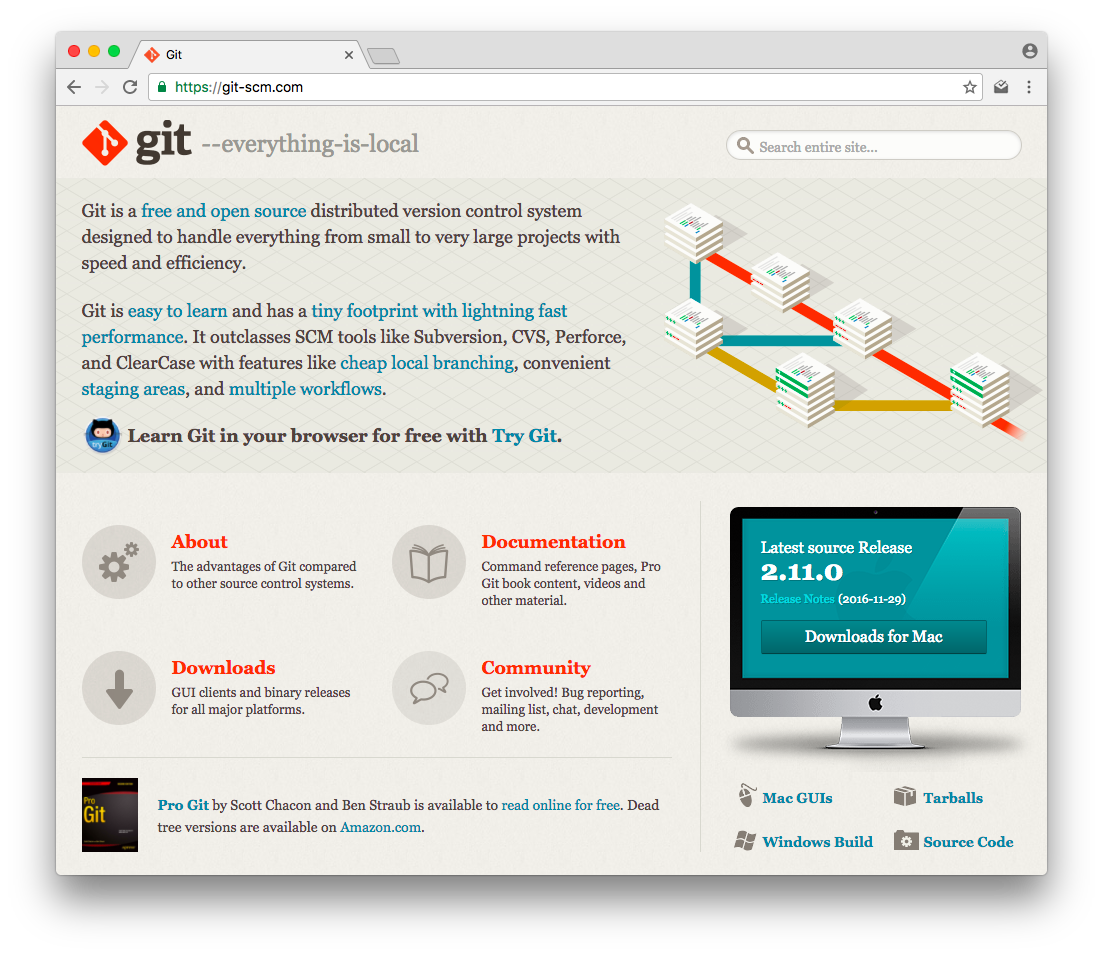 Git
https://git-scm.com
git --everything-is-local
Search entire site...
Git is a free and open source distributed version control system
designed to handle everything from small to very large projects with
speed and efficiency.
Git is easy to learn and has a tiny footprint with lightning fast
performance. It outclasses SCM tools like Subversion, CVS, Perforce,
and ClearCase with features like cheap local branching, convenient
staging areas, and multiple workflows.
try Git
Learn Git in your browser for free with Try Git.
About
The advantages of Git compared
to other source control systems.
Documentation
Command reference pages, Pro
Git book content, videos and
other material.
Downloads
GUI clients and binary releases
for all major platforms.
Community
Get involved! Bug reporting,
mailing list, chat, development
and more.
Pro
Git
Pro Git by Scott Chacon and Ben Straub is available to read online for free. Dead
tree versions are available on Amazon.com.
Latest source Release
2.11.0
Release Notes (2016-11-29)
Downloads for Mac
Mac GUIs
Tarballs
Windows Build
Source Code